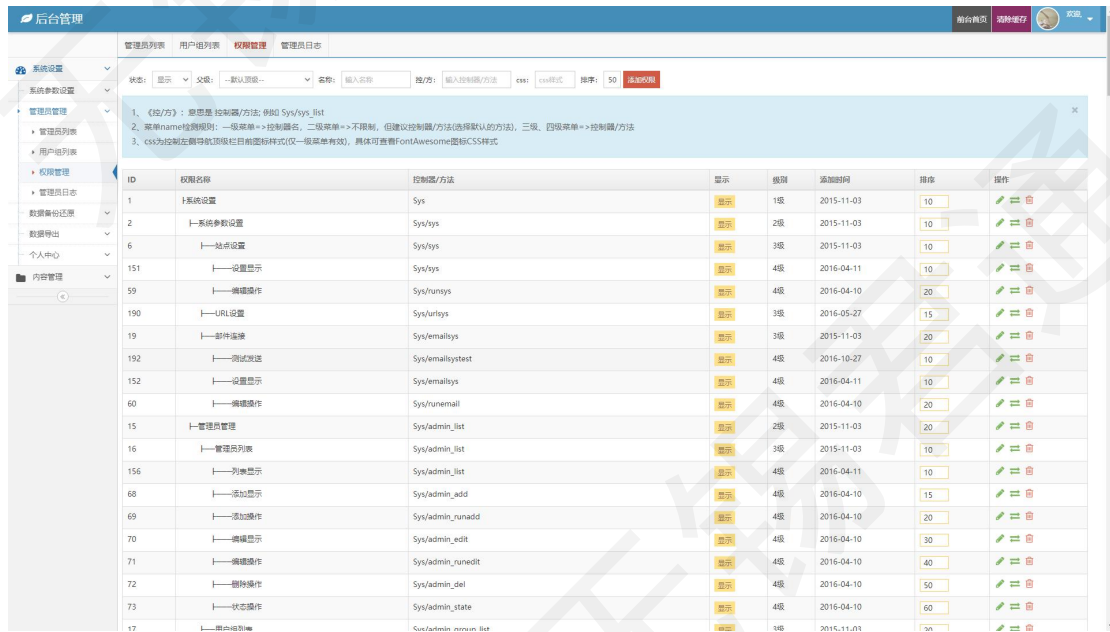 后台管理
前台首页 清除缓存 欢迎,
管理员列表 用户组列表 权限管理 管理员日志
系统设置
系统参数设置
管理员管理
管理员列表
用户组列表
权限管理
管理员日志
数据备份还原
数据导出
个人中心
内容管理
状态: 显示 父级: --默认顶级-- 名称: 输入名称 控/方: 输入控制器/方法 css: css样式 排序: 50 添加权限
1、《控/方》：意思是 控制器/方法; 例如 Sys/sys_list
2、菜单name检测规则：一级菜单=>控制器名，二级菜单=>不限制，但建议控制器/方法(选择默认的方法)，三级、四级菜单=>控制器/方法
3、css为控制左侧导航顶级栏目前图标样式(仅一级菜单有效)，具体可查看FontAwesome图标CSS样式
ID 权限名称 控制器/方法 显示 级别 添加时间 排序 操作
1 ├系统设置 Sys 显示 1级 2015-11-03 10
2 ├─系统参数设置 Sys/sys 显示 2级 2015-11-03 10
6 ├──站点设置 Sys/sys 显示 3级 2015-11-03 10
151 ├───设置显示 Sys/sys 显示 4级 2016-04-11 10
59 ├───编辑操作 Sys/runsys 显示 4级 2016-04-10 20
190 ├──URL设置 Sys/urlsys 显示 3级 2016-05-27 15
19 ├──邮件连接 Sys/emailsys 显示 3级 2015-11-03 20
192 ├───测试发送 Sys/emailsystest 显示 4级 2016-10-27 10
152 ├───设置显示 Sys/emailsys 显示 4级 2016-04-11 10
60 ├───编辑操作 Sys/runemail 显示 4级 2016-04-10 20
15 ├─管理员管理 Sys/admin_list 显示 2级 2015-11-03 20
16 ├──管理员列表 Sys/admin_list 显示 3级 2015-11-03 10
156 ├───列表显示 Sys/admin_list 显示 4级 2016-04-11 10
68 ├───添加显示 Sys/admin_add 显示 4级 2016-04-10 15
69 ├───添加操作 Sys/admin_runadd 显示 4级 2016-04-10 20
70 ├───编辑显示 Sys/admin_edit 显示 4级 2016-04-10 30
71 ├───编辑操作 Sys/admin_runedit 显示 4级 2016-04-10 40
72 ├───删除操作 Sys/admin_del 显示 4级 2016-04-10 50
73 ├───状态操作 Sys/admin_state 显示 4级 2016-04-10 60
17 ├──用户组列表 Sys/admin_group_list 显示 3级 2015-11-03 20